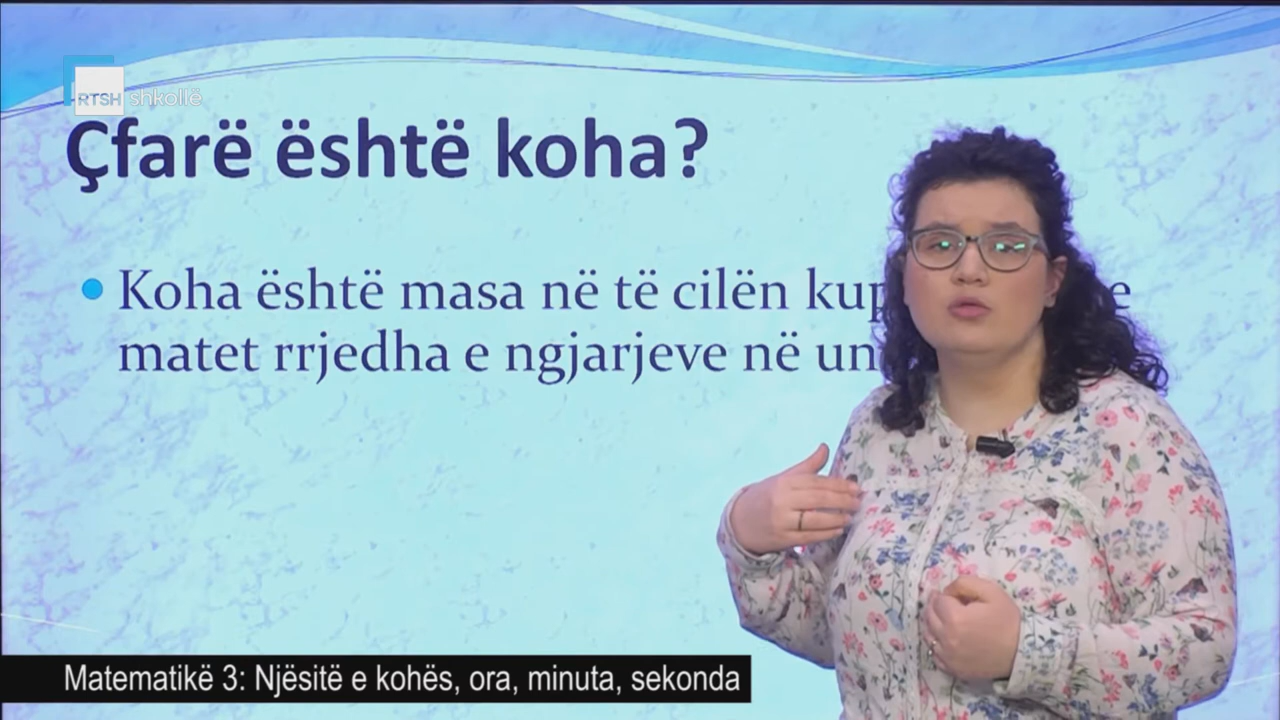 RTSH shkollë
Çfarë është koha?
Koha është masa në të cilën
matet rrjedha e ngjarjeve në
Matematikë 3: Njësitë e kohës, ora, minuta, sekonda